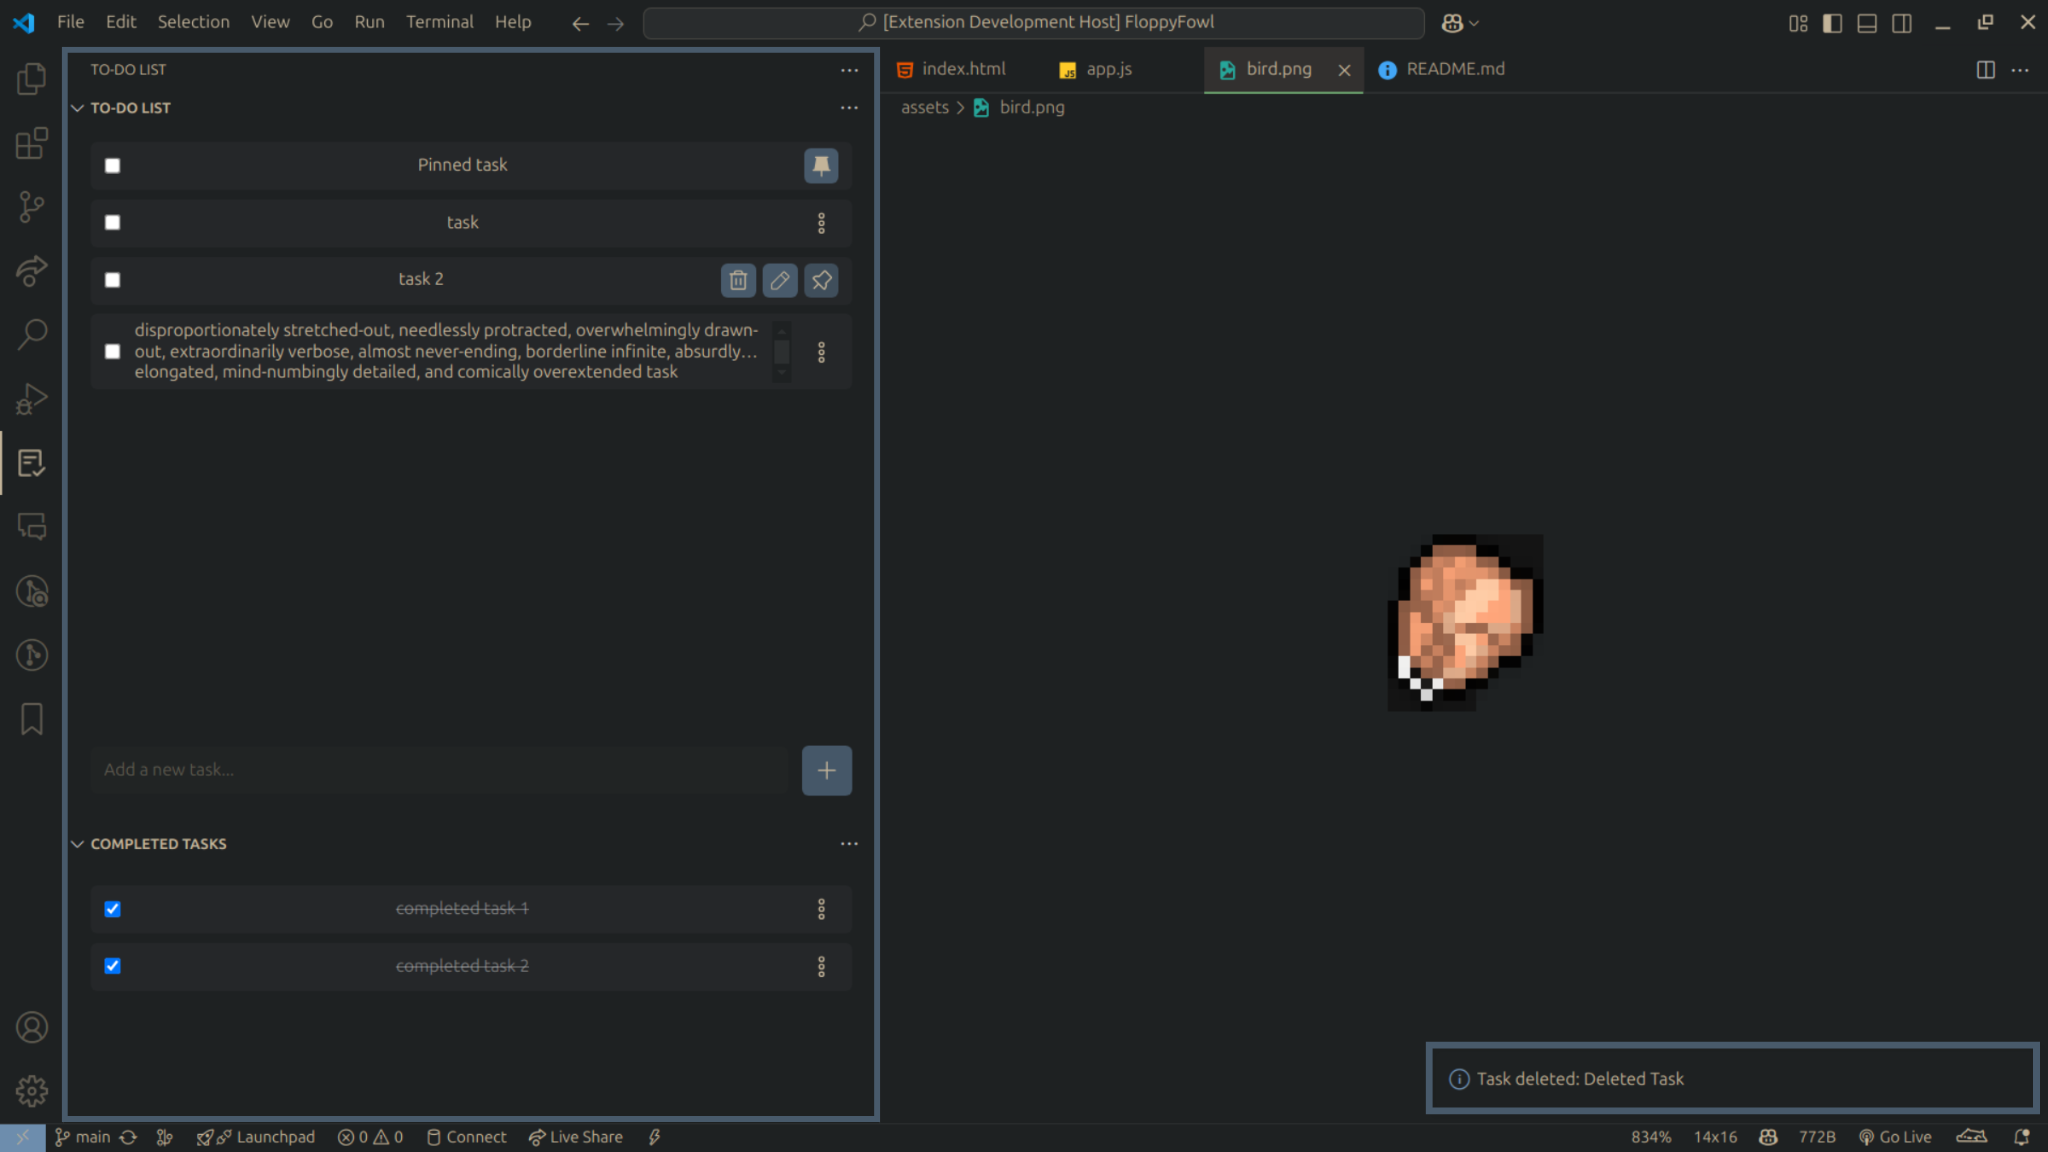 File Edit Selection View Go Run Terminal Help
[Extension Development Host] FloppyFowl
TO-DO LIST
TO-DO LIST
Pinned task
task
task 2
disproportionately stretched-out, needlessly protracted, overwhelmingly drawn-
out, extraordinarily verbose, almost never-ending, borderline infinite, absurdly...
elongated, mind-numbingly detailed, and comically overextended task
Add a new task...
COMPLETED TASKS
completed task 1
completed task 2
index.html
JS app.js
bird.png
README.md
assets > bird.png
Task deleted: Deleted Task
main Launchpad 0 0 Connect Live Share
834% 14x16 772B Go Live